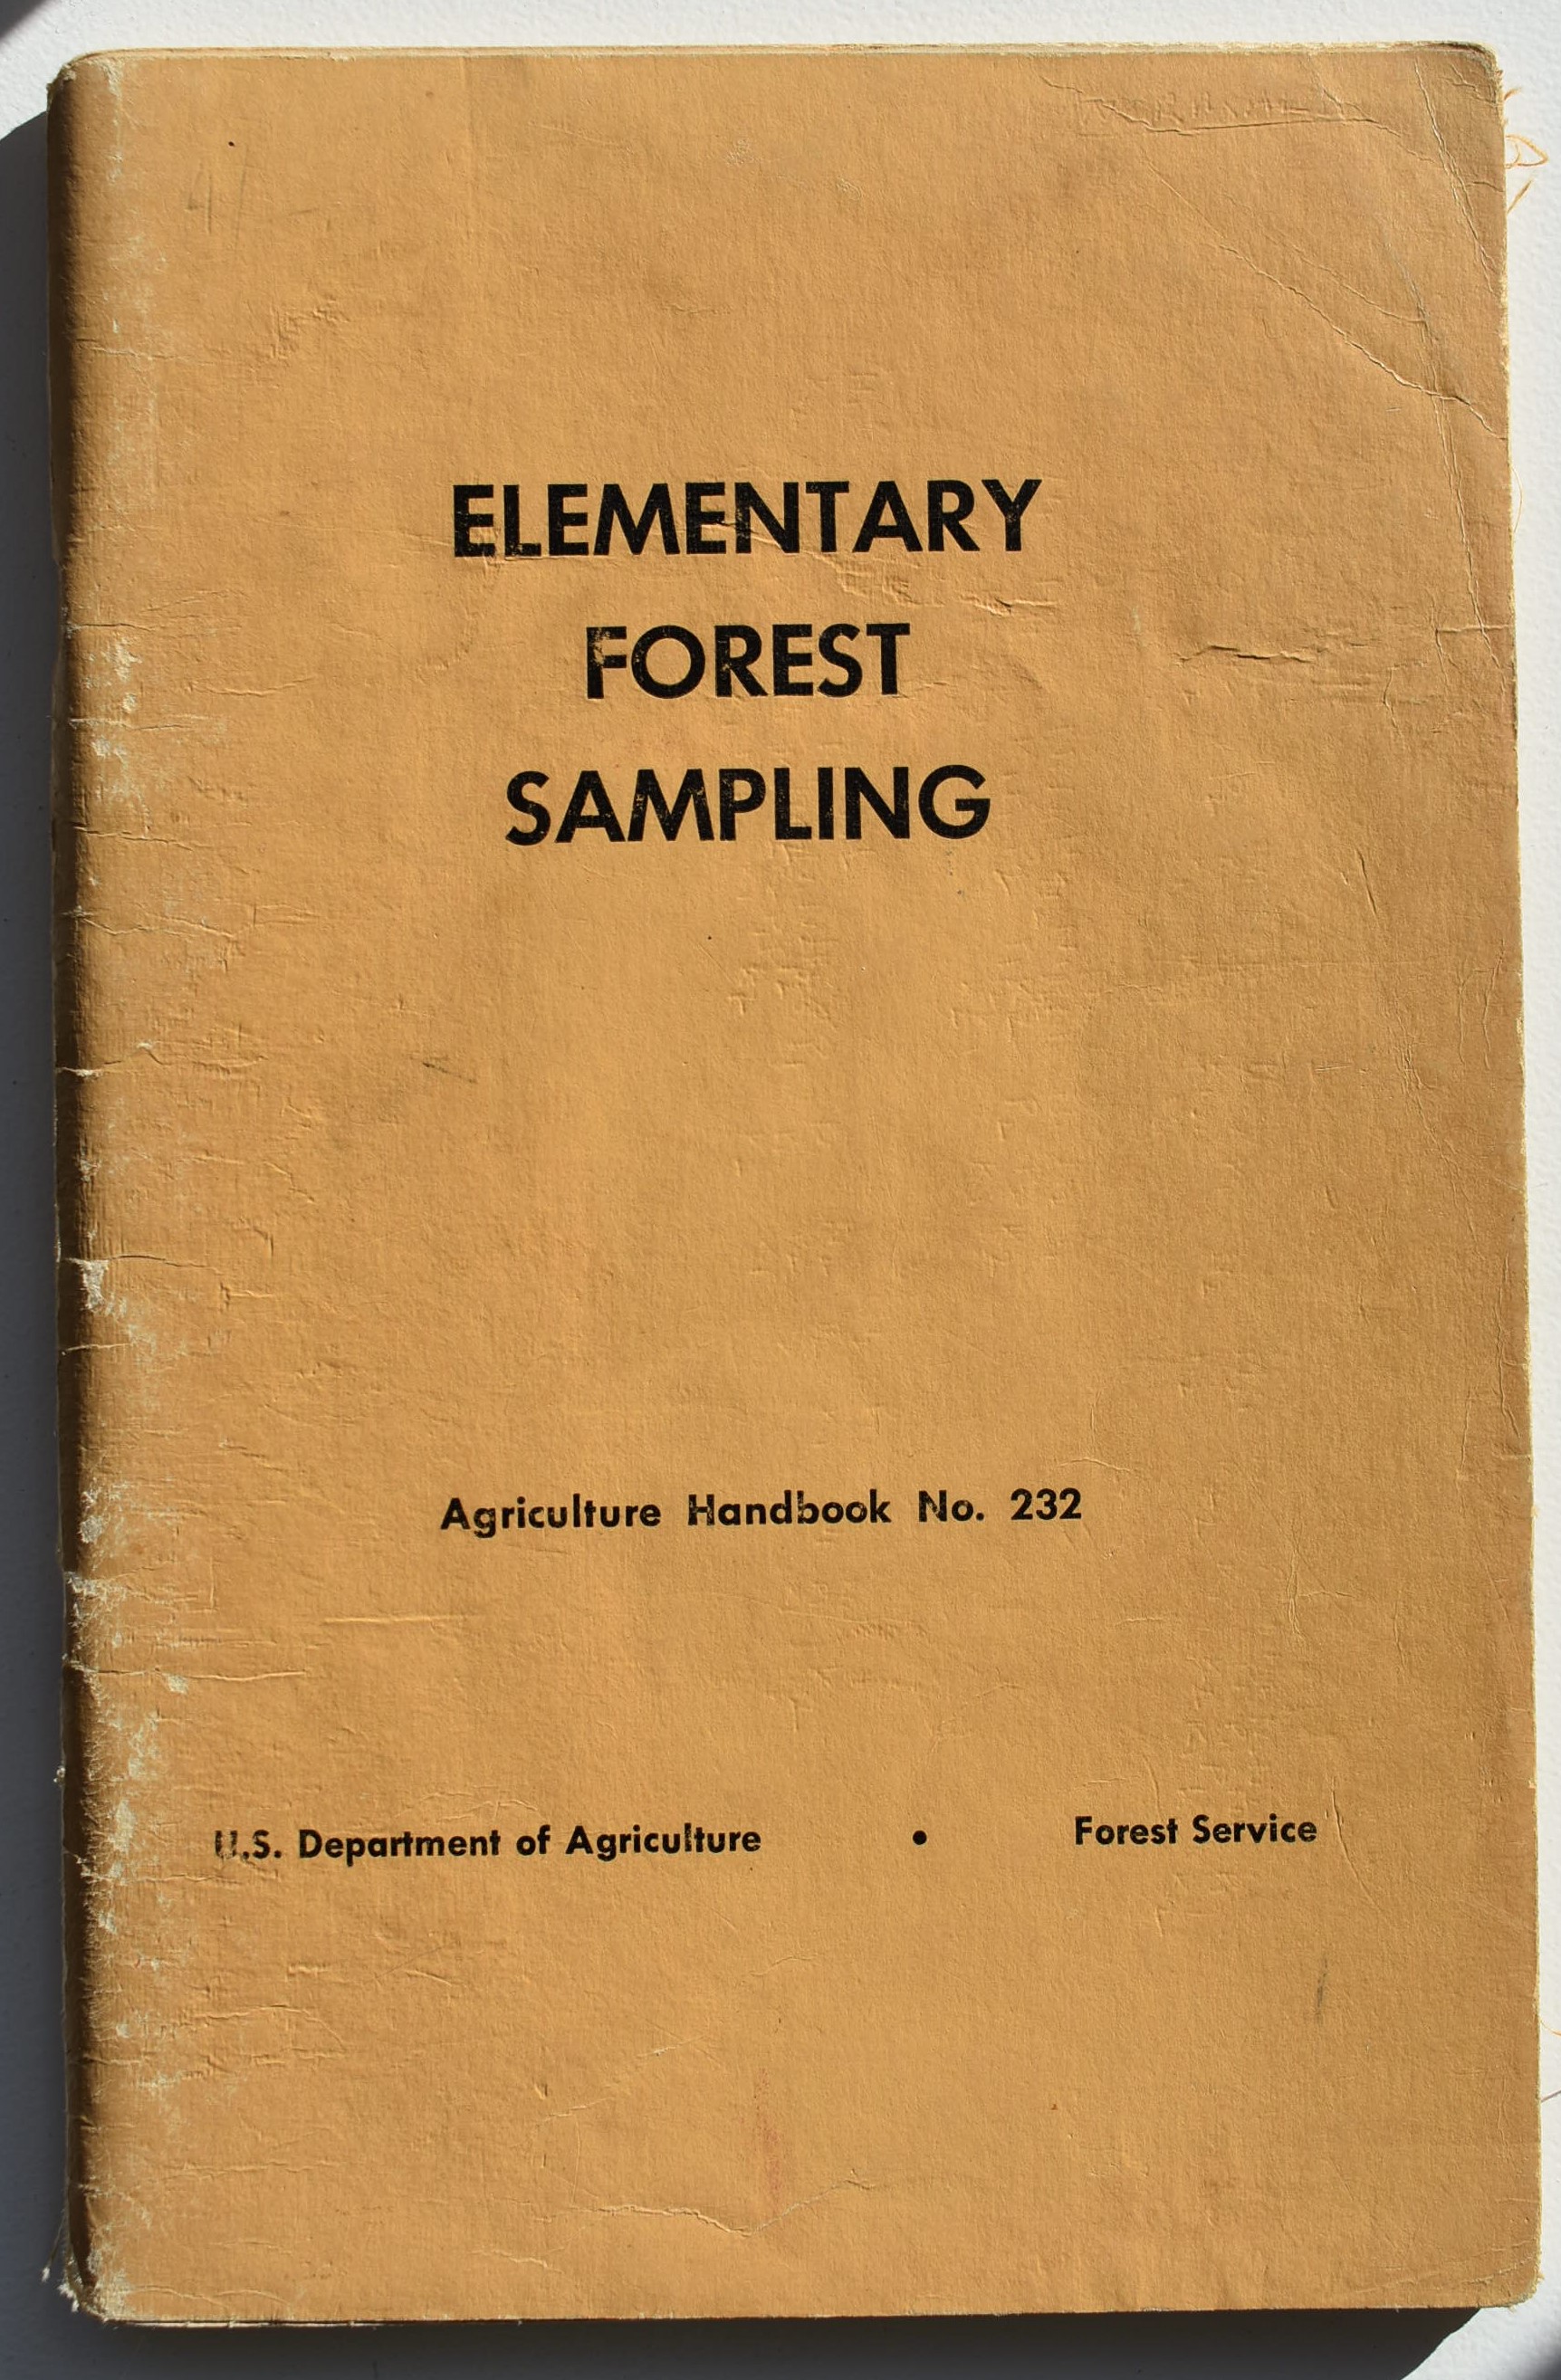 ELEMENTARY
FOREST
SAMPLING
Agriculture Handbook No. 232
U.S. Department of Agriculture • Forest Service